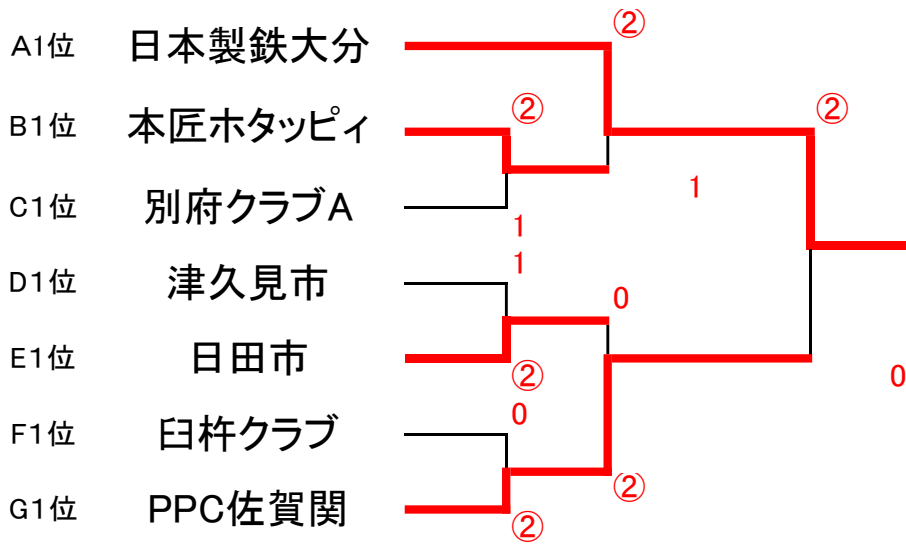 ②
A1位 日本製鉄大分
B1位 本匠ホタッピィ ② ②
1
C1位 別府クラブA
1
1
D1位 津久見市
0
E1位 日田市
② 0
0
F1位 臼杵クラブ
②
G1位 PPC佐賀関
②